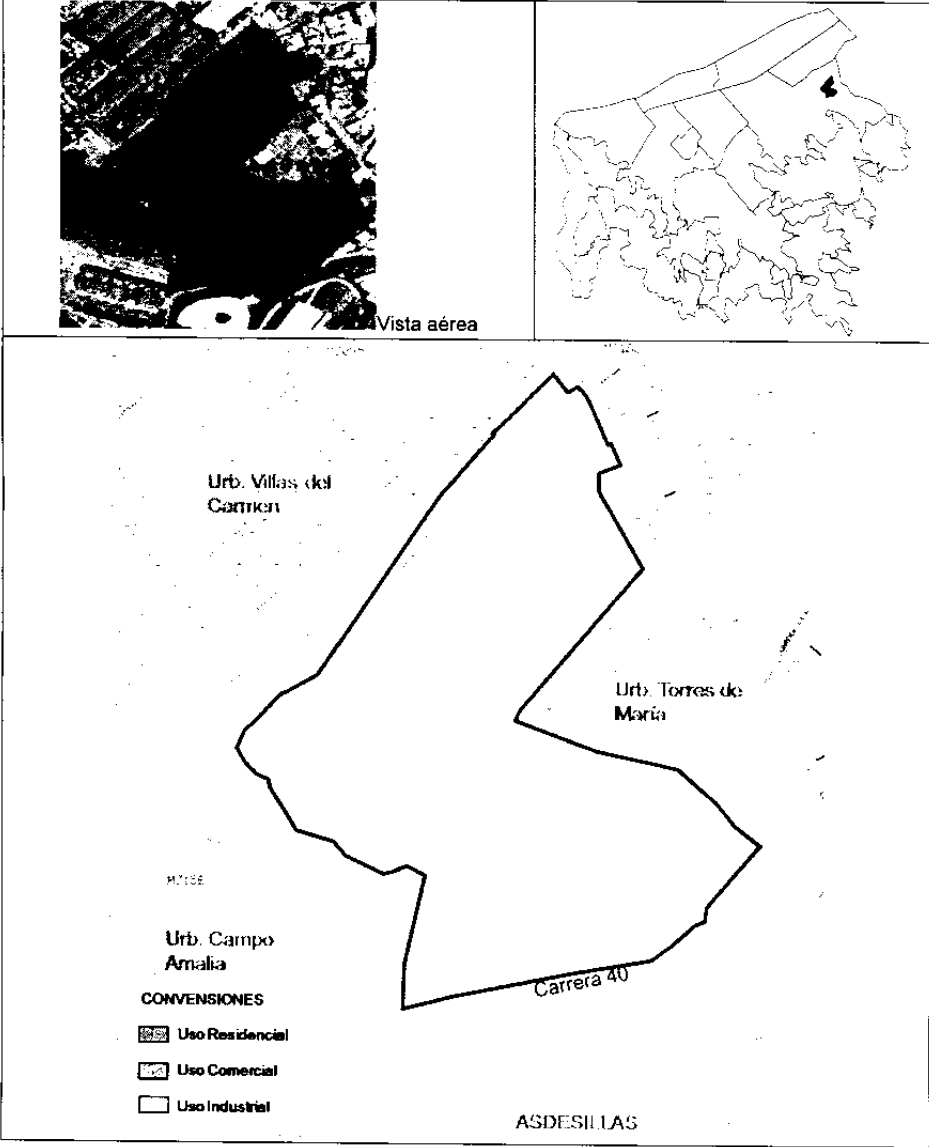 Vista aérea
Urb. Villas del
Carmen
Urb. Torres de
María
Urb. Campo
Amalia
Carrera 40
CONVENSIONES
Uso Residencial
Uso Comercial
Uso Industrial
ASDESILLAS